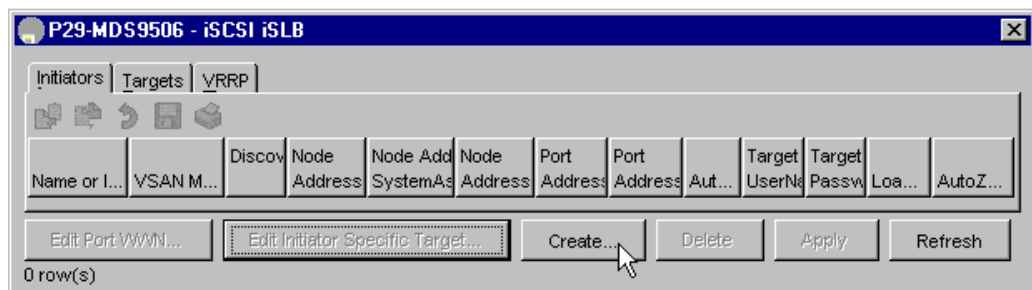 P29-MDS9506 - iSCSI iSLB
Initiators Targets VRRP
Discov Node Node Add Node Port Port Target Target
Name or I... VSAN M... Address SystemAs Address Address Address Aut... UserNa Passw Loa... AutoZ...
Edit Port WWN... Edit Initiator Specific Target... Create... Delete Apply Refresh
0 row(s)